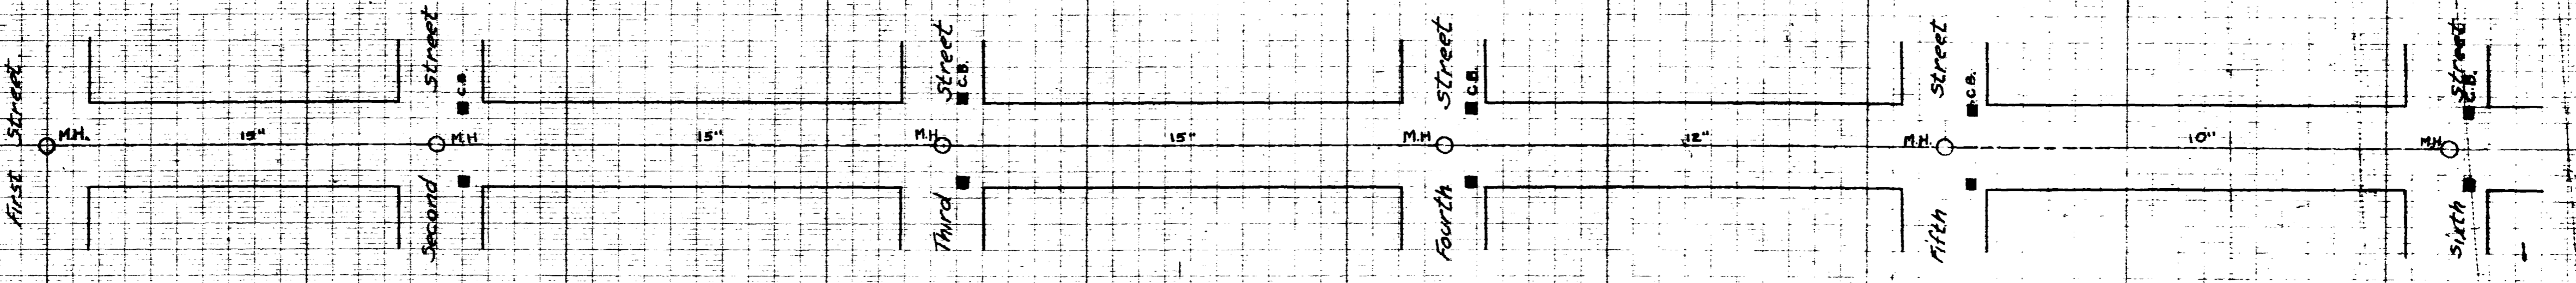 First Street
M.H.
15"
Second Street
C.B.
M.H
15"
Third Street
C.B.
M.H
15"
Fourth Street
C.B.
M.H
12"
Fifth Street
C.B.
M.H.
10"
Sixth Street
C.B.
M.H